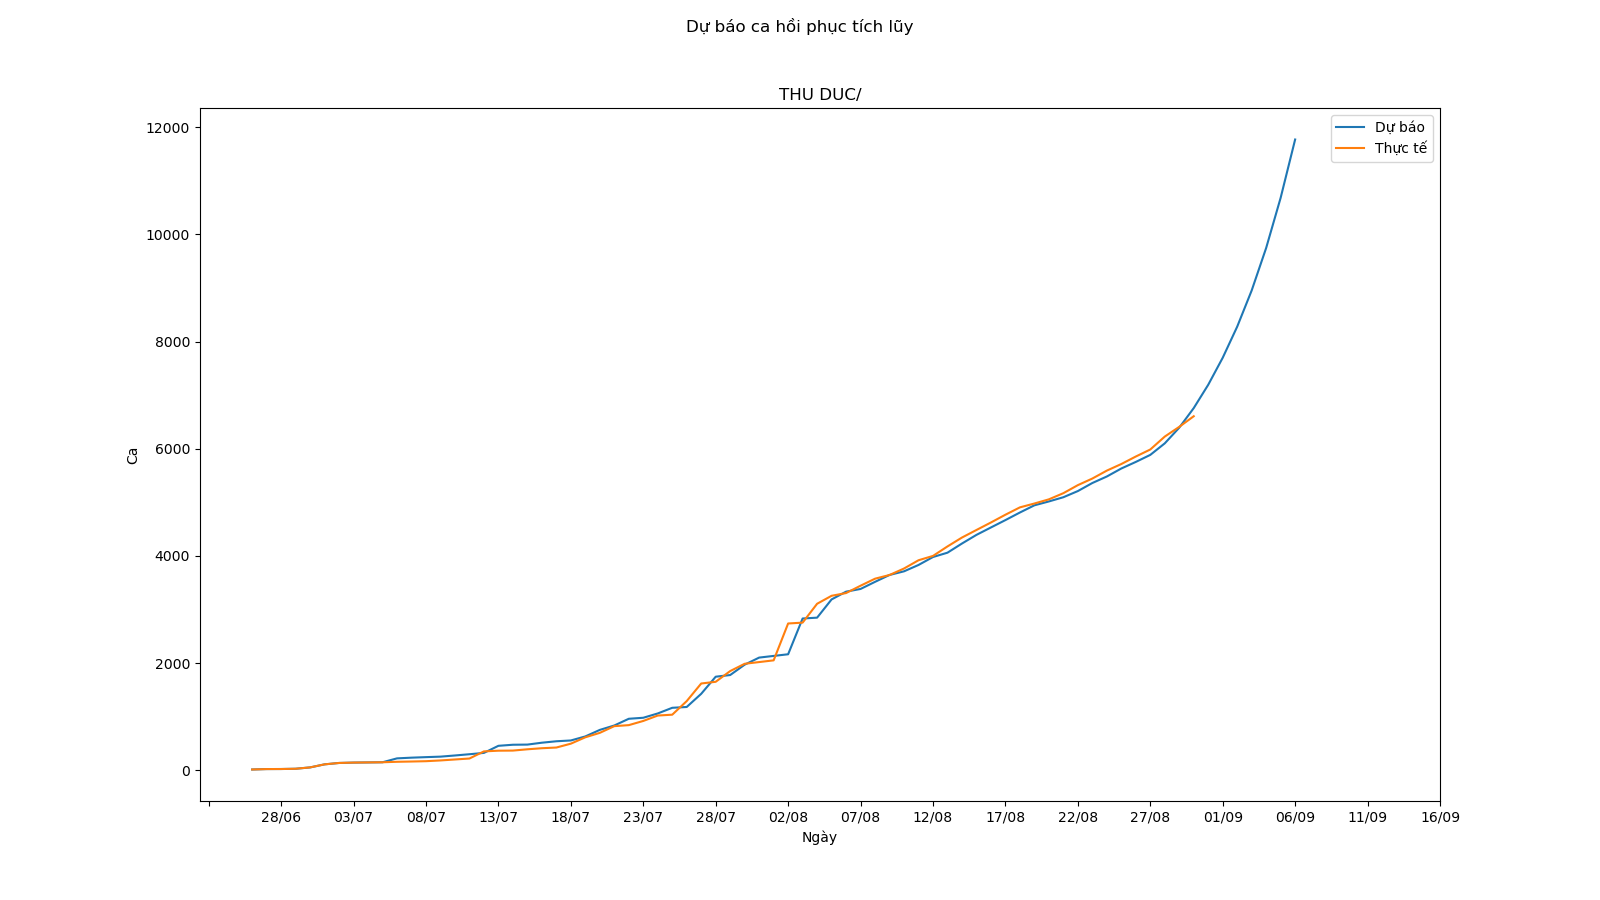 Dự báo ca hồi phục tích lũy
THU DUC/
Dự báo
Thực tế
12000
10000
8000
6000
4000
2000
0
Ca
28/06 03/07 08/07 13/07 18/07 23/07 28/07 02/08 07/08 12/08 17/08 22/08 27/08 01/09 06/09 11/09 16/09
Ngày